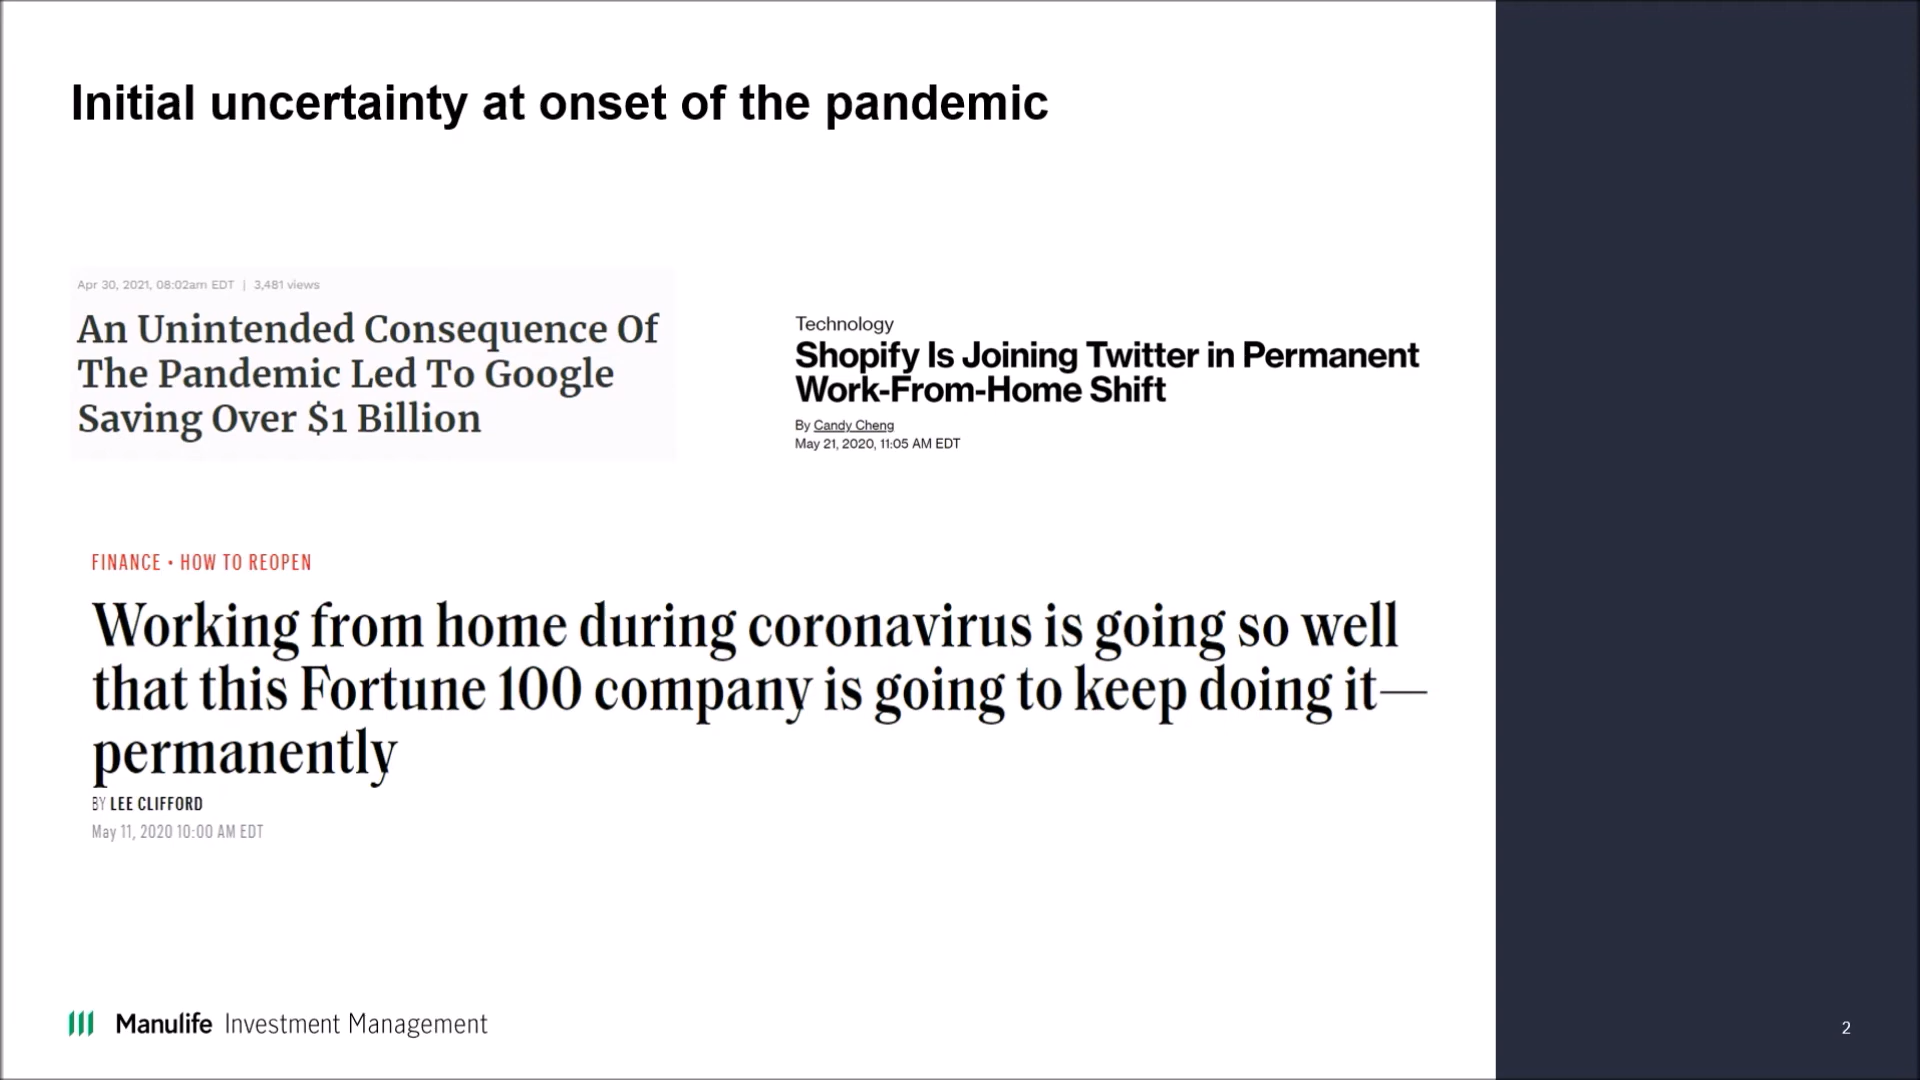 Initial uncertainty at onset of the pandemic
Apr 30, 2021, 08:02am EDT | 3,481 views
An Unintended Consequence Of
The Pandemic Led To Google
Saving Over $1 Billion
Technology
Shopify Is Joining Twitter in Permanent
Work-From-Home Shift
By Candy Cheng
May 21, 2020, 11:05 AM EDT
FINANCE • HOW TO REOPEN
Working from home during coronavirus is going so well
that this Fortune 100 company is going to keep doing it—
permanently
BY LEE CLIFFORD
May 11, 2020 10:00 AM EDT
Manulife Investment Management
2